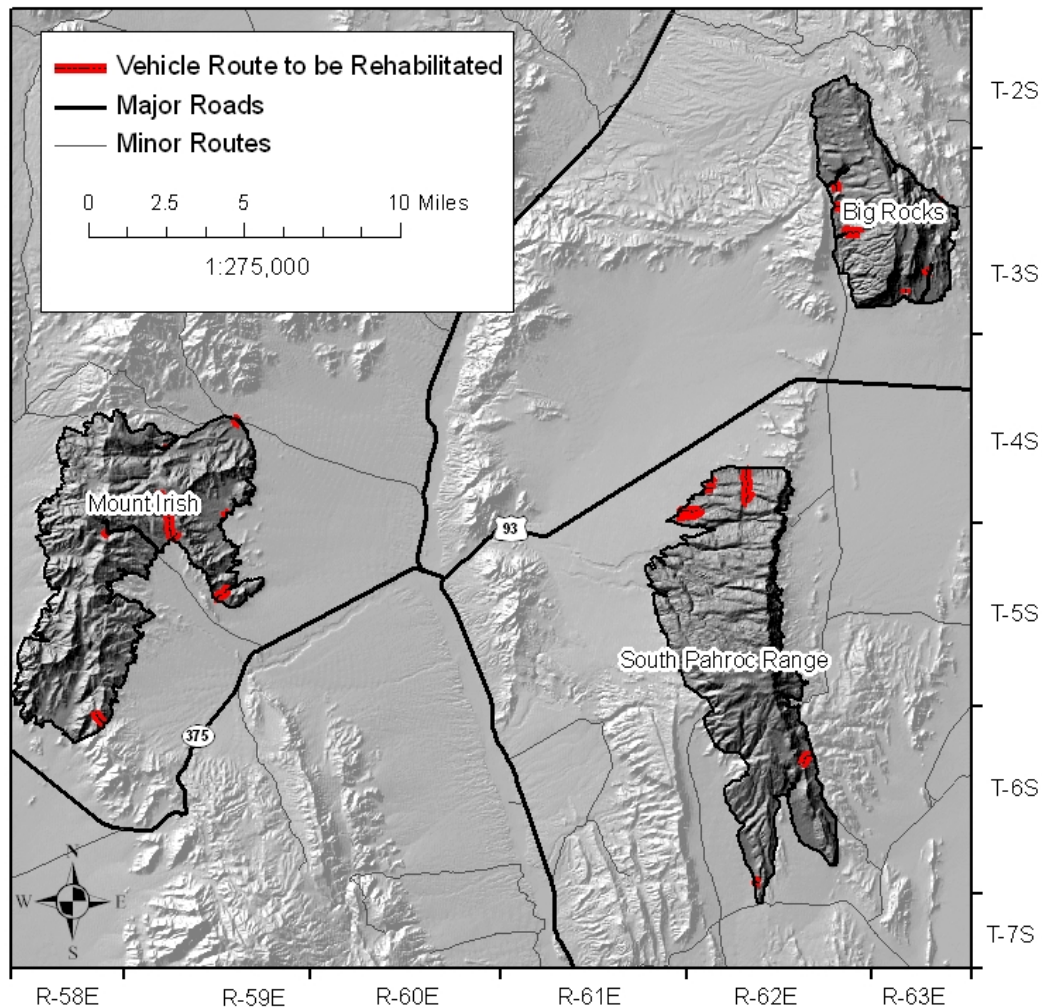 Vehicle Route to be Rehabilitated
Major Roads
Minor Routes
0 2.5 5 10 Miles
1:275,000
T-2S
Big Rocks
T-3S
T-4S
Mount Irish
93
T-5S
South Pahroc Range
375
T-6S
N
W E
S
T-7S
R-58E R-59E R-60E R-61E R-62E R-63E